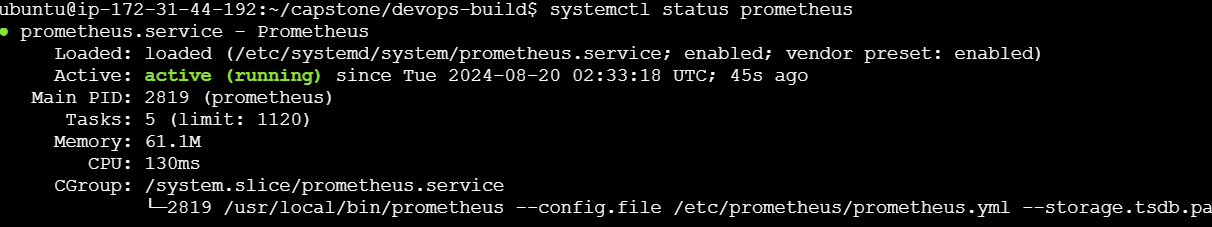 ubuntu@ip-172-31-44-192:~/capstone/devops-build$ systemctl status prometheus
● prometheus.service - Prometheus
Loaded: loaded (/etc/systemd/system/prometheus.service; enabled; vendor preset: enabled)
Active: active (running) since Tue 2024-08-20 02:33:18 UTC; 45s ago
Main PID: 2819 (prometheus)
Tasks: 5 (limit: 1120)
Memory: 61.1M
CPU: 130ms
CGroup: /system.slice/prometheus.service
└─2819 /usr/local/bin/prometheus --config.file /etc/prometheus/prometheus.yml --storage.tsdb.pa